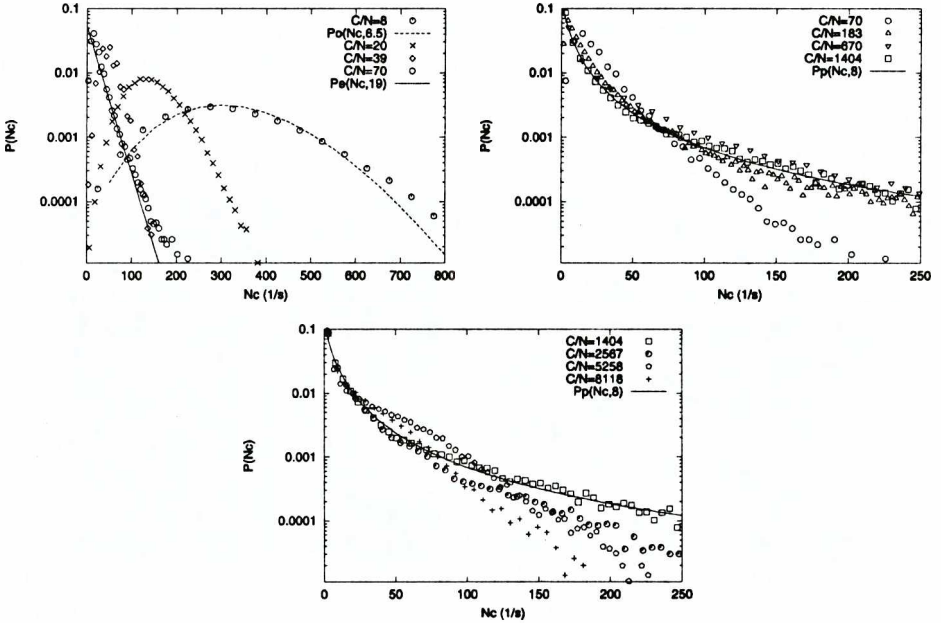 0.1
0.01
0.001
0.0001
P(Nc)
0 100 200 300 400 500 600 700 800
Nc (1/s)
C/N=8
Po(Nc,6.5)
C/N=20
C/N=39
C/N=70
Pe(Nc,19)
0.1
0.01
0.001
0.0001
P(Nc)
0 50 100 150 200 250
Nc (1/s)
C/N=70
C/N=183
C/N=670
C/N=1404
Pp(Nc,8)
0.1
0.01
0.001
0.0001
P(Nc)
0 50 100 150 200 250
Nc (1/s)
C/N=1404
C/N=2567
C/N=5258
C/N=8118
Pp(Nc,8)